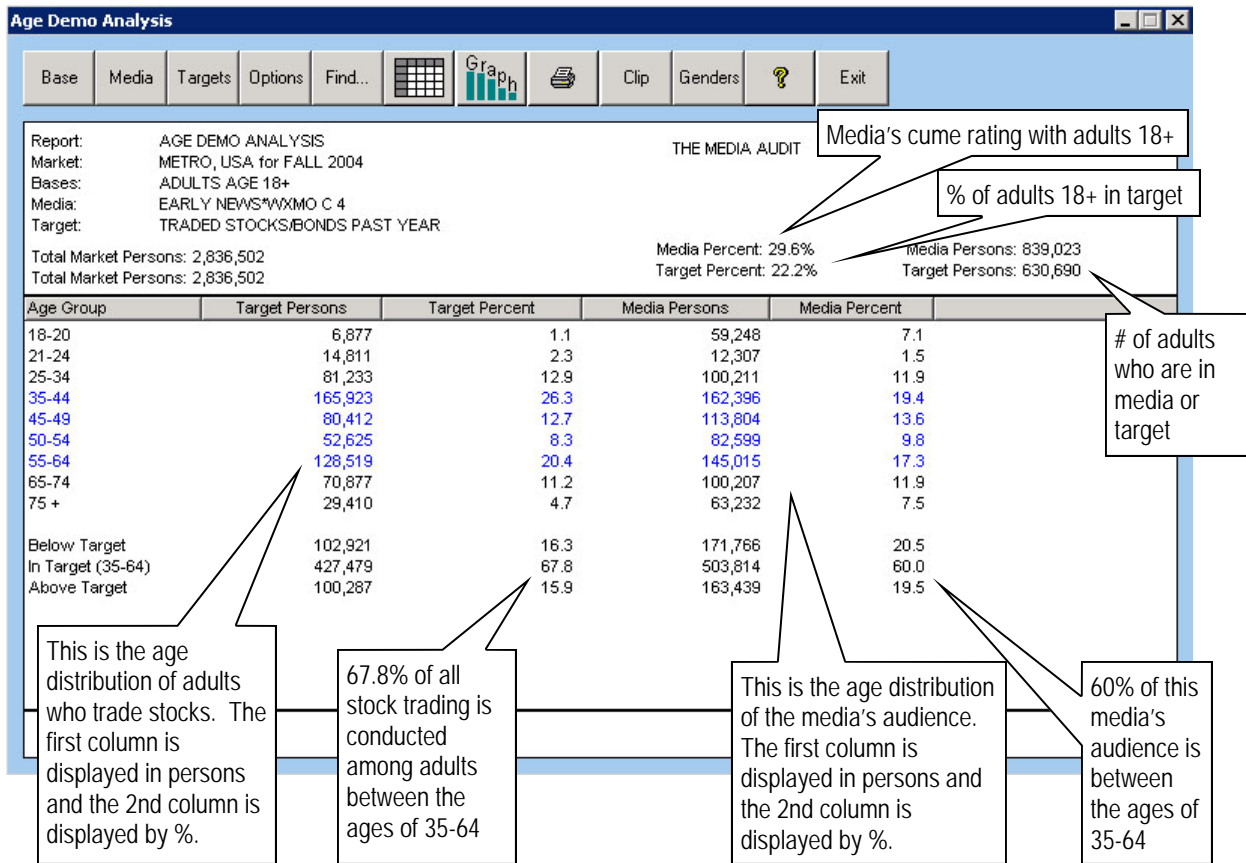 Age Demo Analysis
Base Media Targets Options Find... Graph Clip Genders ? Exit
Report: AGE DEMO ANALYSIS
Market: METRO, USA for FALL 2004
Bases: ADULTS AGE 18+
Media: EARLY NEWS*WXMO C 4
Target: TRADED STOCKS/BONDS PAST YEAR
THE MEDIA AUDIT
Media's cume rating with adults 18+
% of adults 18+ in target
Total Market Persons: 2,836,502
Total Market Persons: 2,836,502
Media Percent: 29.6% Media Persons: 839,023
Target Percent: 22.2% Target Persons: 630,690
Age Group Target Persons Target Percent Media Persons Media Percent
18-20 6,877 1.1 59,248 7.1
21-24 14,811 2.3 12,307 1.5
25-34 81,233 12.9 100,211 11.9
35-44 165,923 26.3 162,396 19.4
45-49 80,412 12.7 113,804 13.6
50-54 52,625 8.3 82,599 9.8
55-64 128,519 20.4 145,015 17.3
65-74 70,877 11.2 100,207 11.9
75 + 29,410 4.7 63,232 7.5
Below Target 102,921 16.3 171,766 20.5
In Target (35-64) 427,479 67.8 503,814 60.0
Above Target 100,287 15.9 163,439 19.5
# of adults
who are in
media or
target
This is the age
distribution of adults
who trade stocks. The
first column is
displayed in persons
and the 2nd column is
displayed by %.
67.8% of all
stock trading is
conducted
among adults
between the
ages of 35-64
This is the age distribution
of the media's audience.
The first column is
displayed in persons and
the 2nd column is
displayed by %.
60% of this
media's
audience is
between
the ages of
35-64